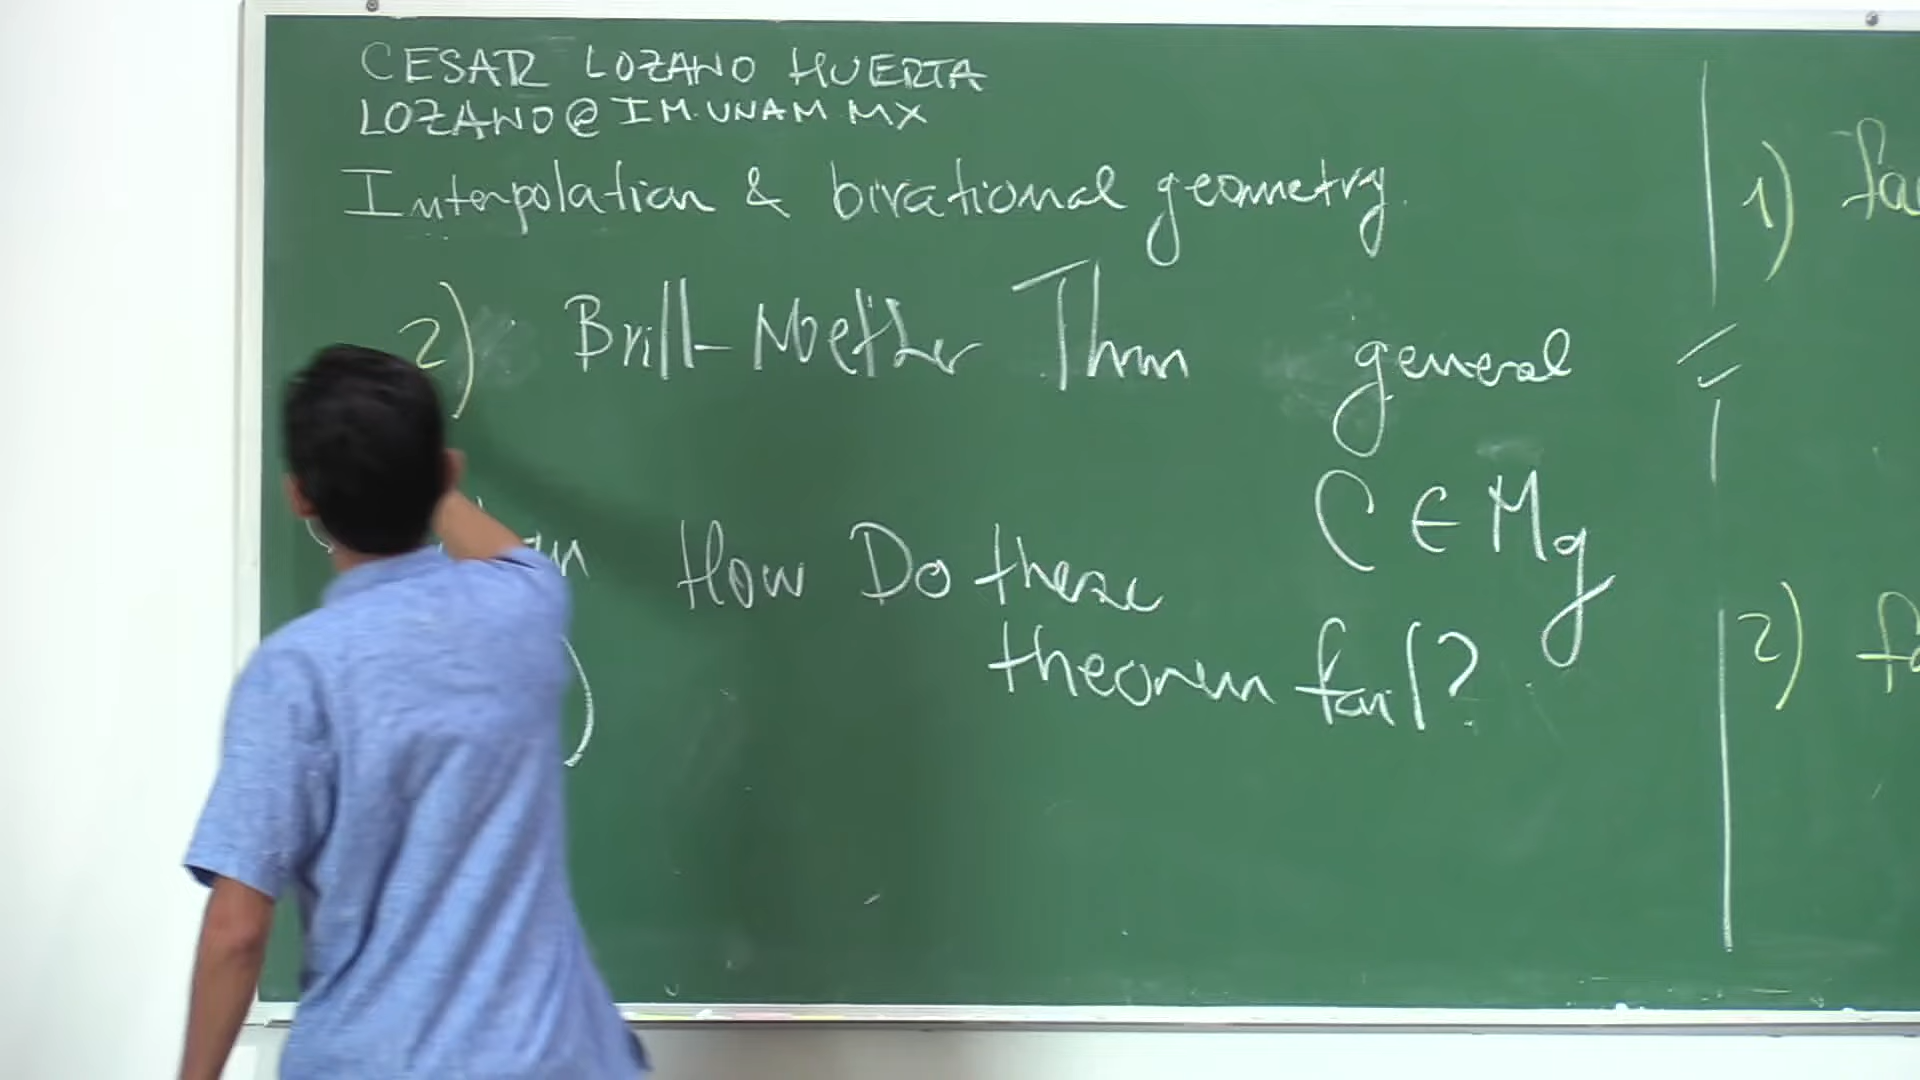 CESAR LOZANO HUERTA
LOZANO@IM.UNAM.MX
Interpolation & birational geometry.
2) Brill-Noether Thm general
C ∈ Mg
How Do these
theorem fail?
1)
2)